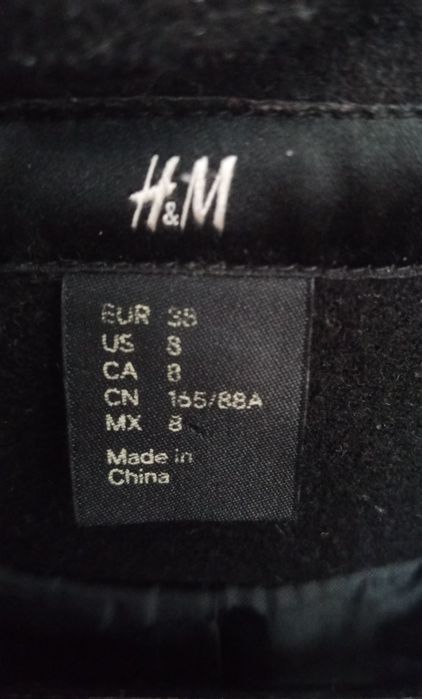 H&M
EUR 38
US 8
CA 8
CN 165/88A
MX 8
Made in
China